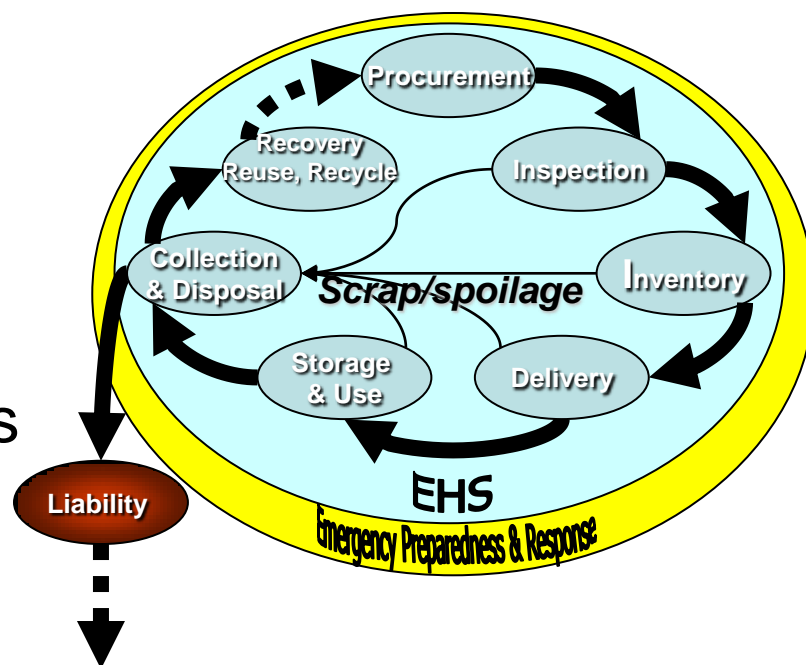 Procurement
Recovery
Reuse, Recycle
Inspection
Collection
& Disposal
Inventory
Scrap/spoilage
Storage
& Use
Delivery
s
EHS
Liability
Emergency Preparedness & Response